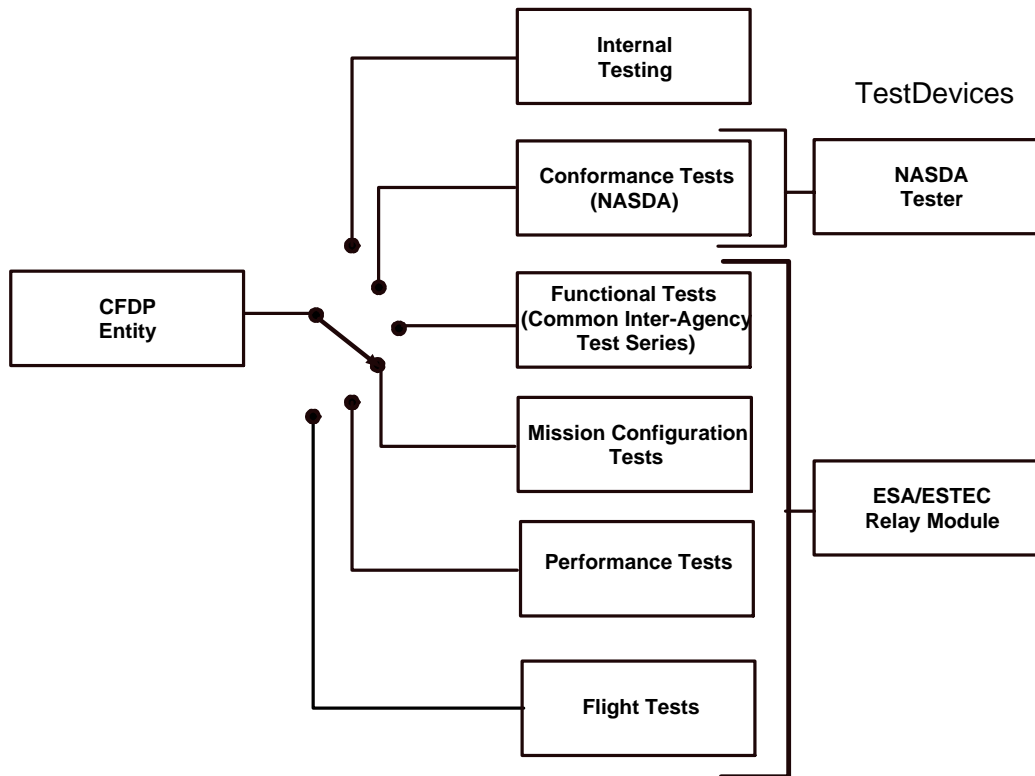 Internal
Testing
TestDevices
Conformance Tests
(NASDA)
NASDA
Tester
CFDP
Entity
Functional Tests
(Common Inter-Agency
Test Series)
Mission Configuration
Tests
ESA/ESTEC
Relay Module
Performance Tests
Flight Tests